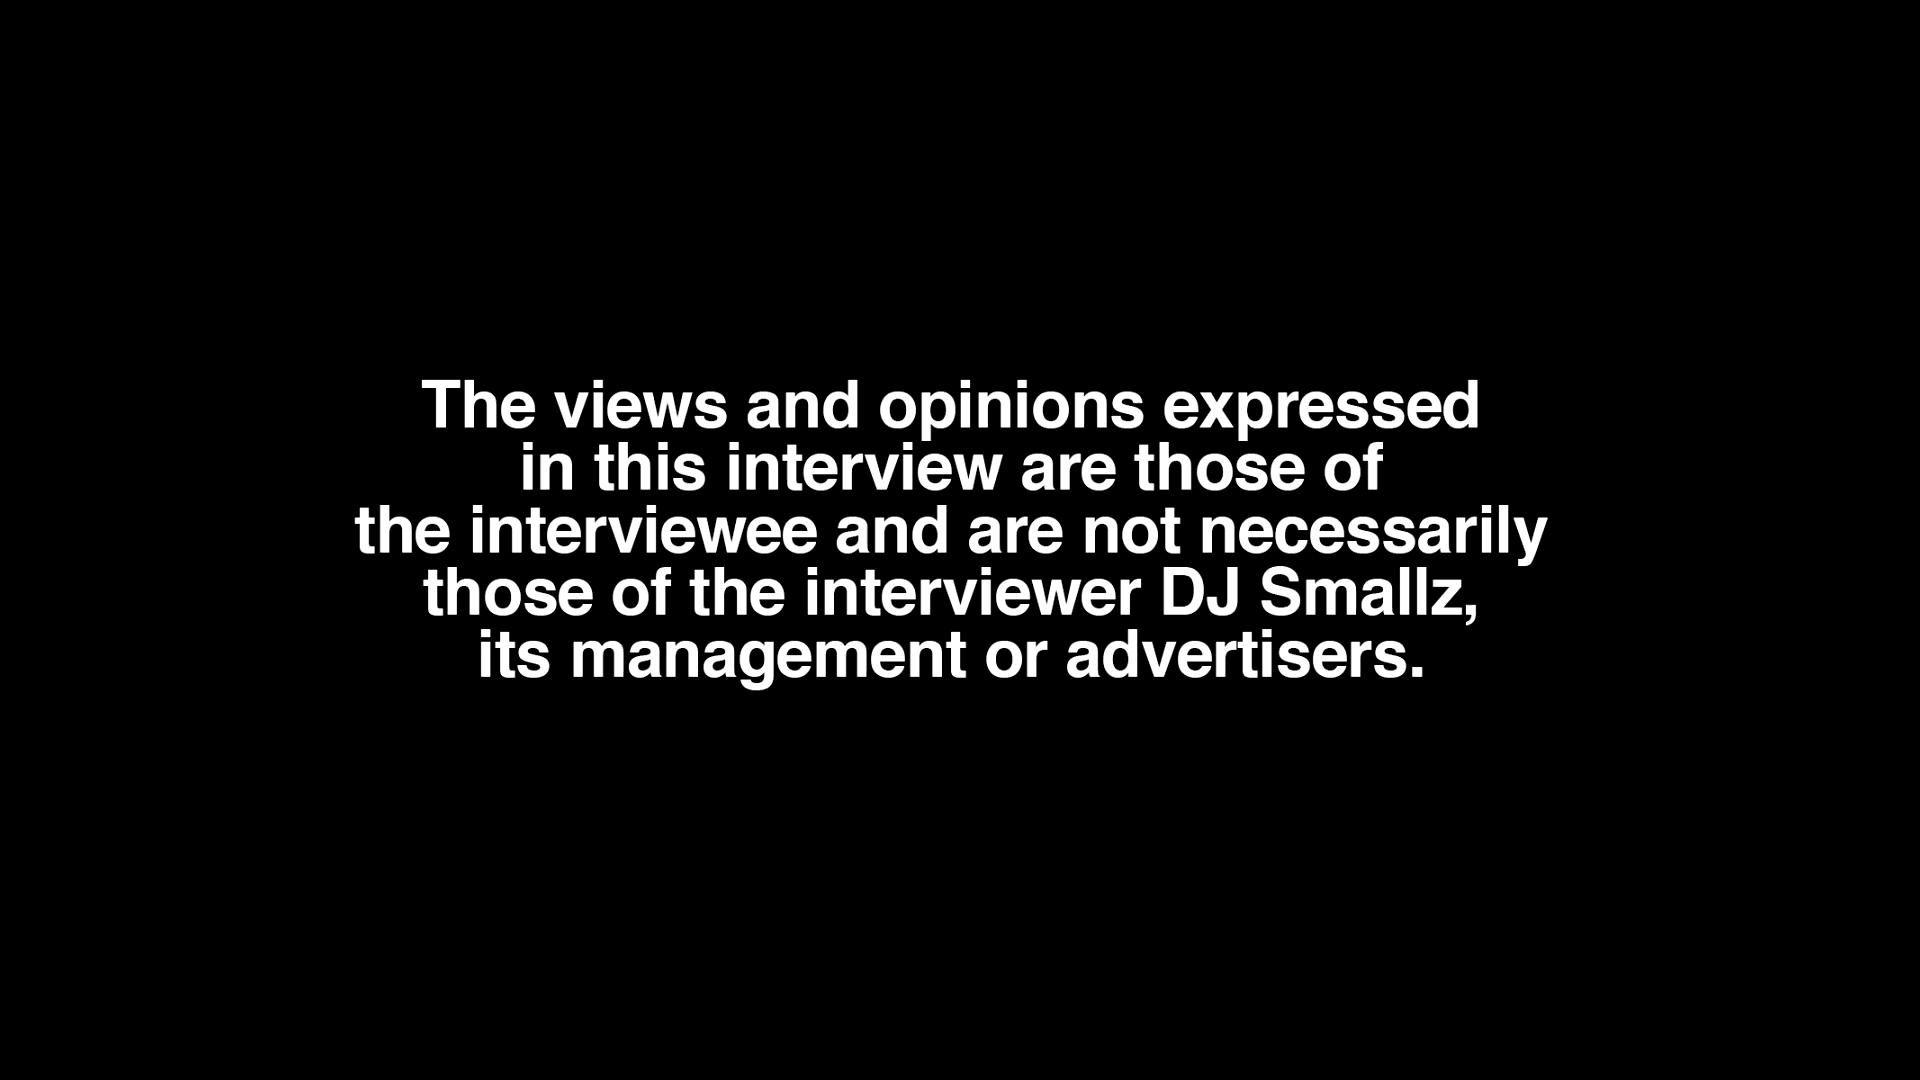 The views and opinions expressed
in this interview are those of
the interviewee and are not necessarily
those of the interviewer DJ Smallz,
its management or advertisers.